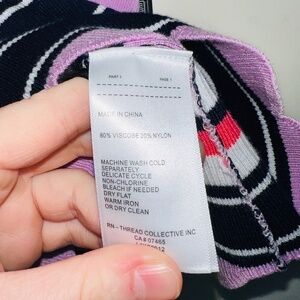 PART 1 PAGE 1
MADE IN CHINA
80% VISCOSE 20% NYLON
MACHINE WASH COLD
SEPARATELY
DELICATE CYCLE
NON-CHLORINE
BLEACH IF NEEDED
DRY FLAT
WARM IRON
OR DRY CLEAN
RN - THREAD COLLECTIVE INC
CA# 07465